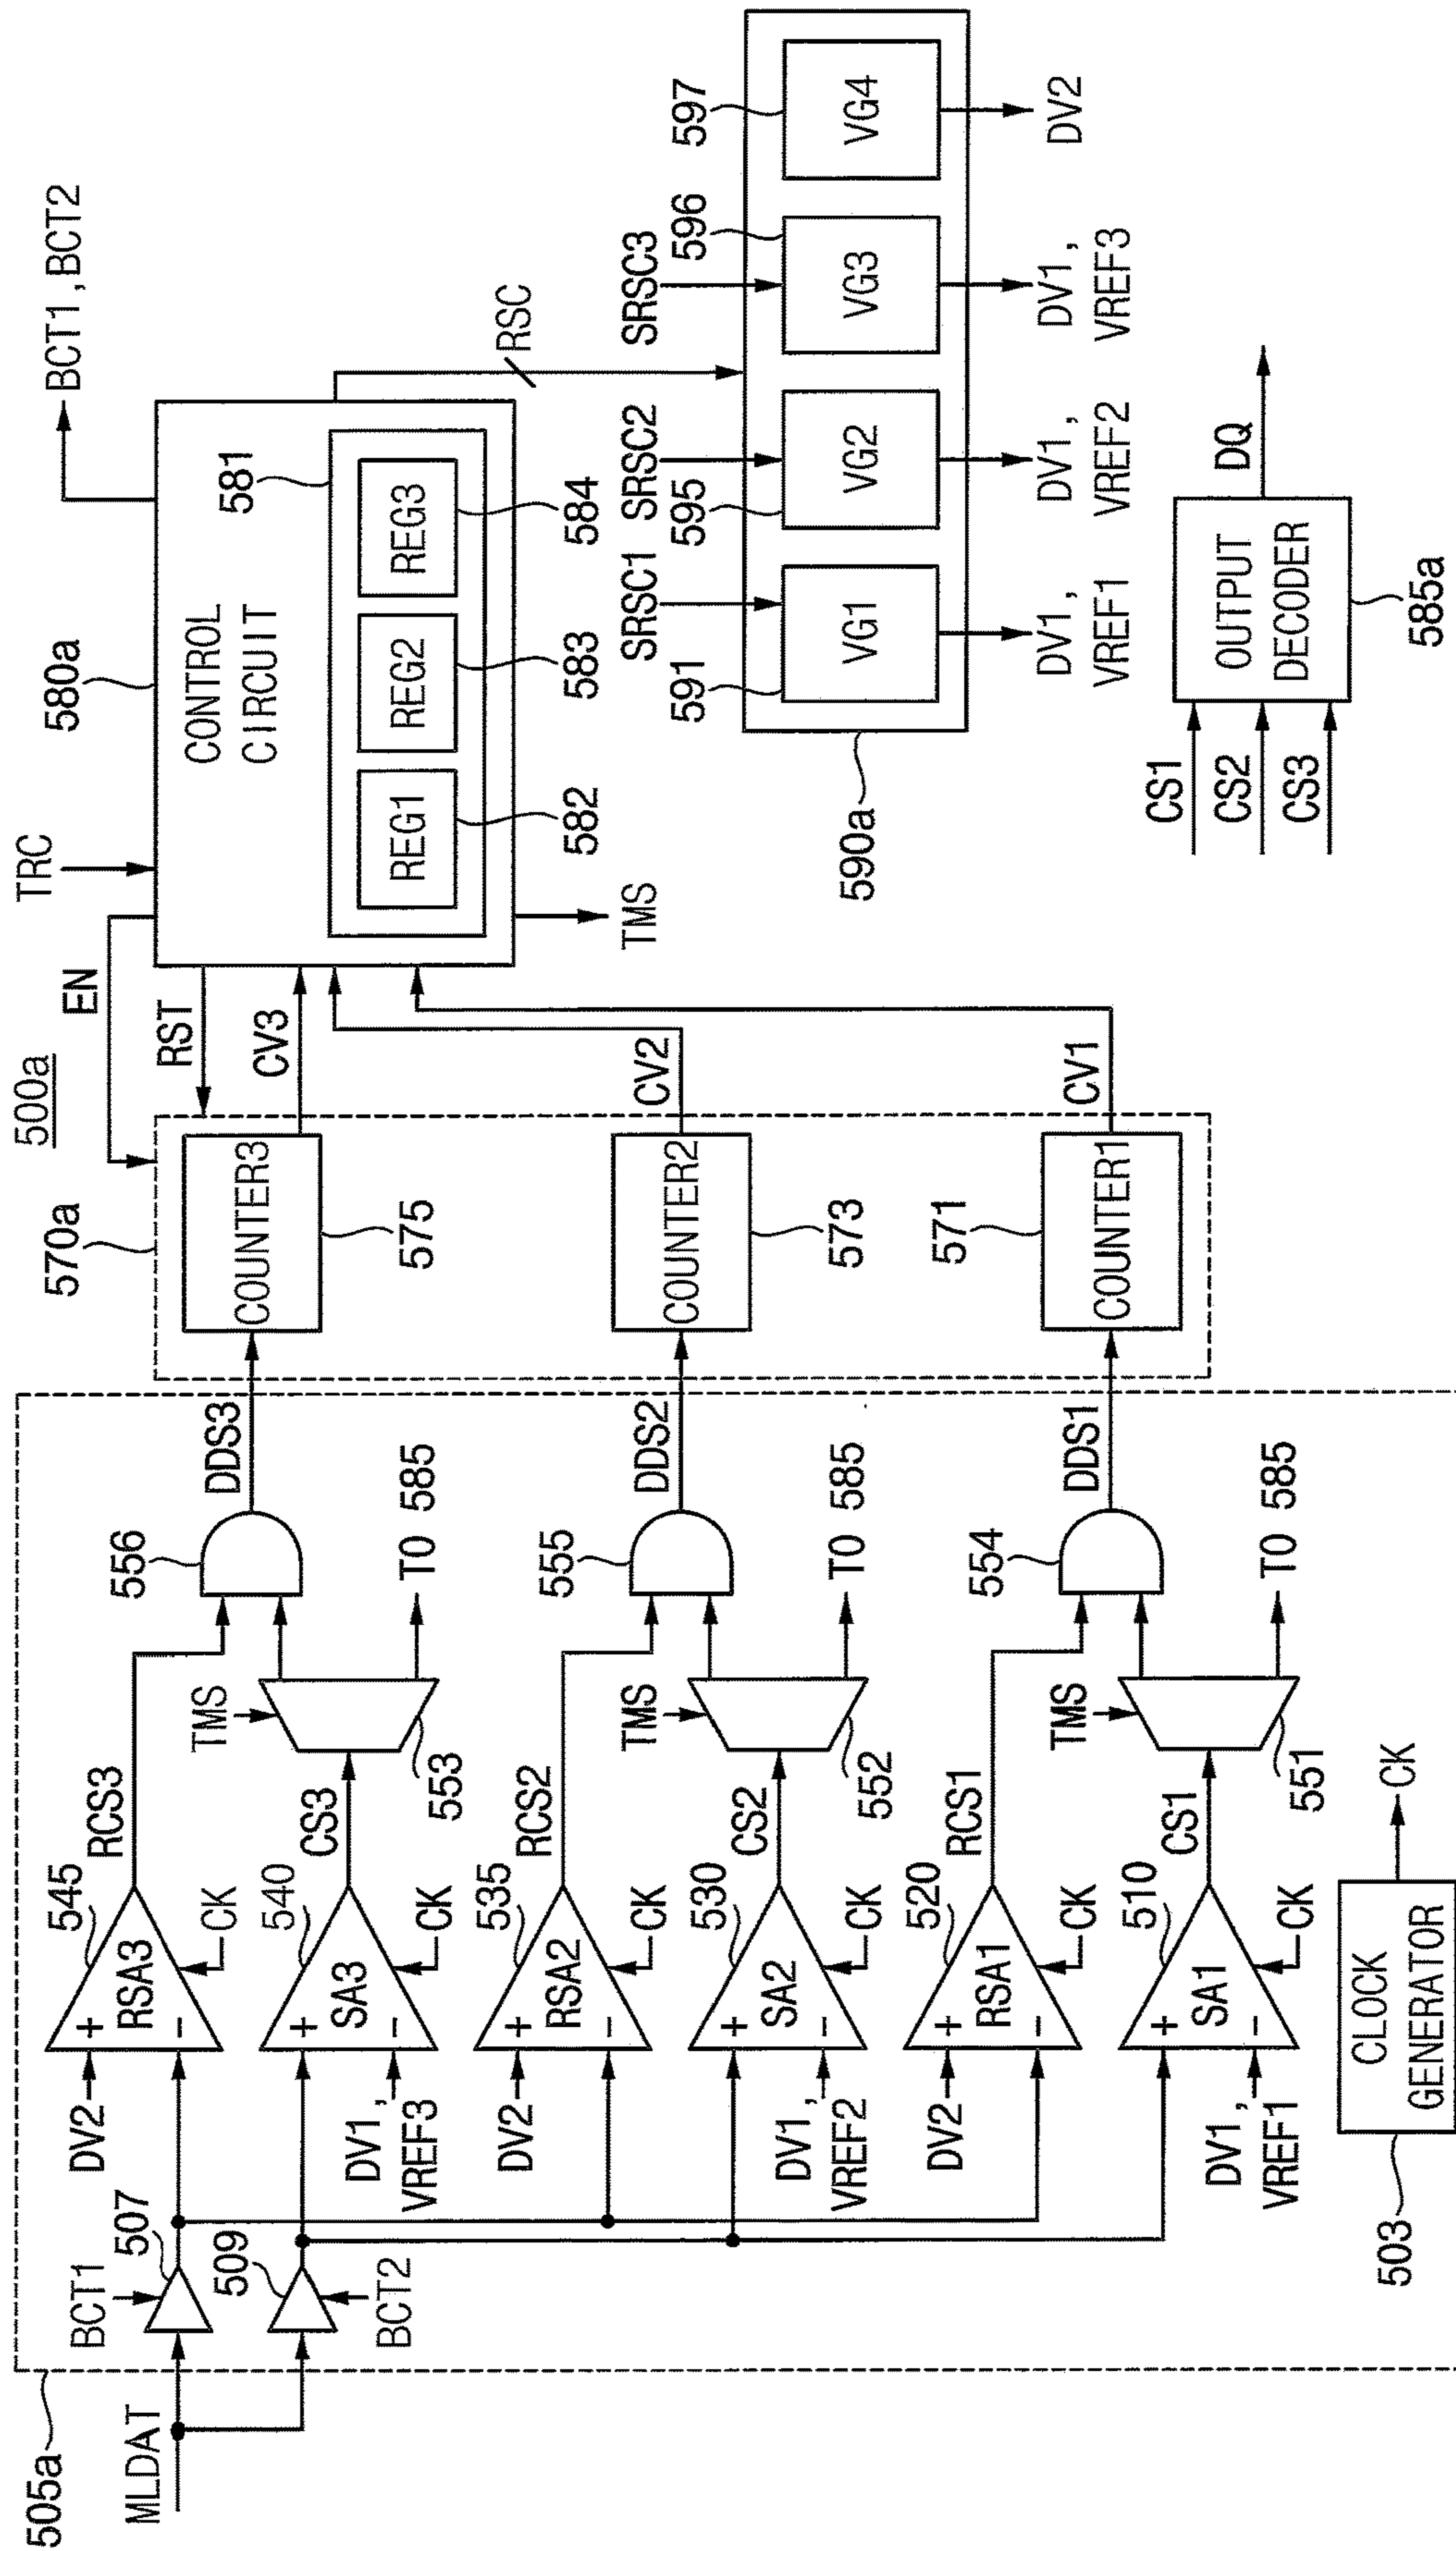 500a
505a
MLDAT
BCT1
507
509
BCT2
DV2
545
RSA3
+
-
CK
RCS3
540
SA3
+
-
CK
CS3
DV1,
VREF3
TMS
553
556
TO 585
DDS3
DV2
535
RSA2
+
-
CK
RCS2
530
SA2
+
-
CK
CS2
DV1,
VREF2
TMS
552
555
TO 585
DDS2
DV2
520
RSA1
+
-
CK
RCS1
510
SA1
+
-
CK
CS1
DV1,
VREF1
TMS
551
554
TO 585
DDS1
CLOCK
GENERATOR
503
CK
570a
COUNTER3
575
COUNTER2
573
COUNTER1
571
EN
RST
CV3
CV2
CV1
TRC
580a
CONTROL
CIRCUIT
581
REG1
582
REG2
583
REG3
584
TMS
BCT1,BCT2
RSC
590a
SRSC1
591
VG1
DV1,
VREF1
SRSC2
595
VG2
DV1,
VREF2
SRSC3
596
VG3
DV1,
VREF3
597
VG4
DV2
CS1
CS2
CS3
OUTPUT
DECODER
585a
DQ